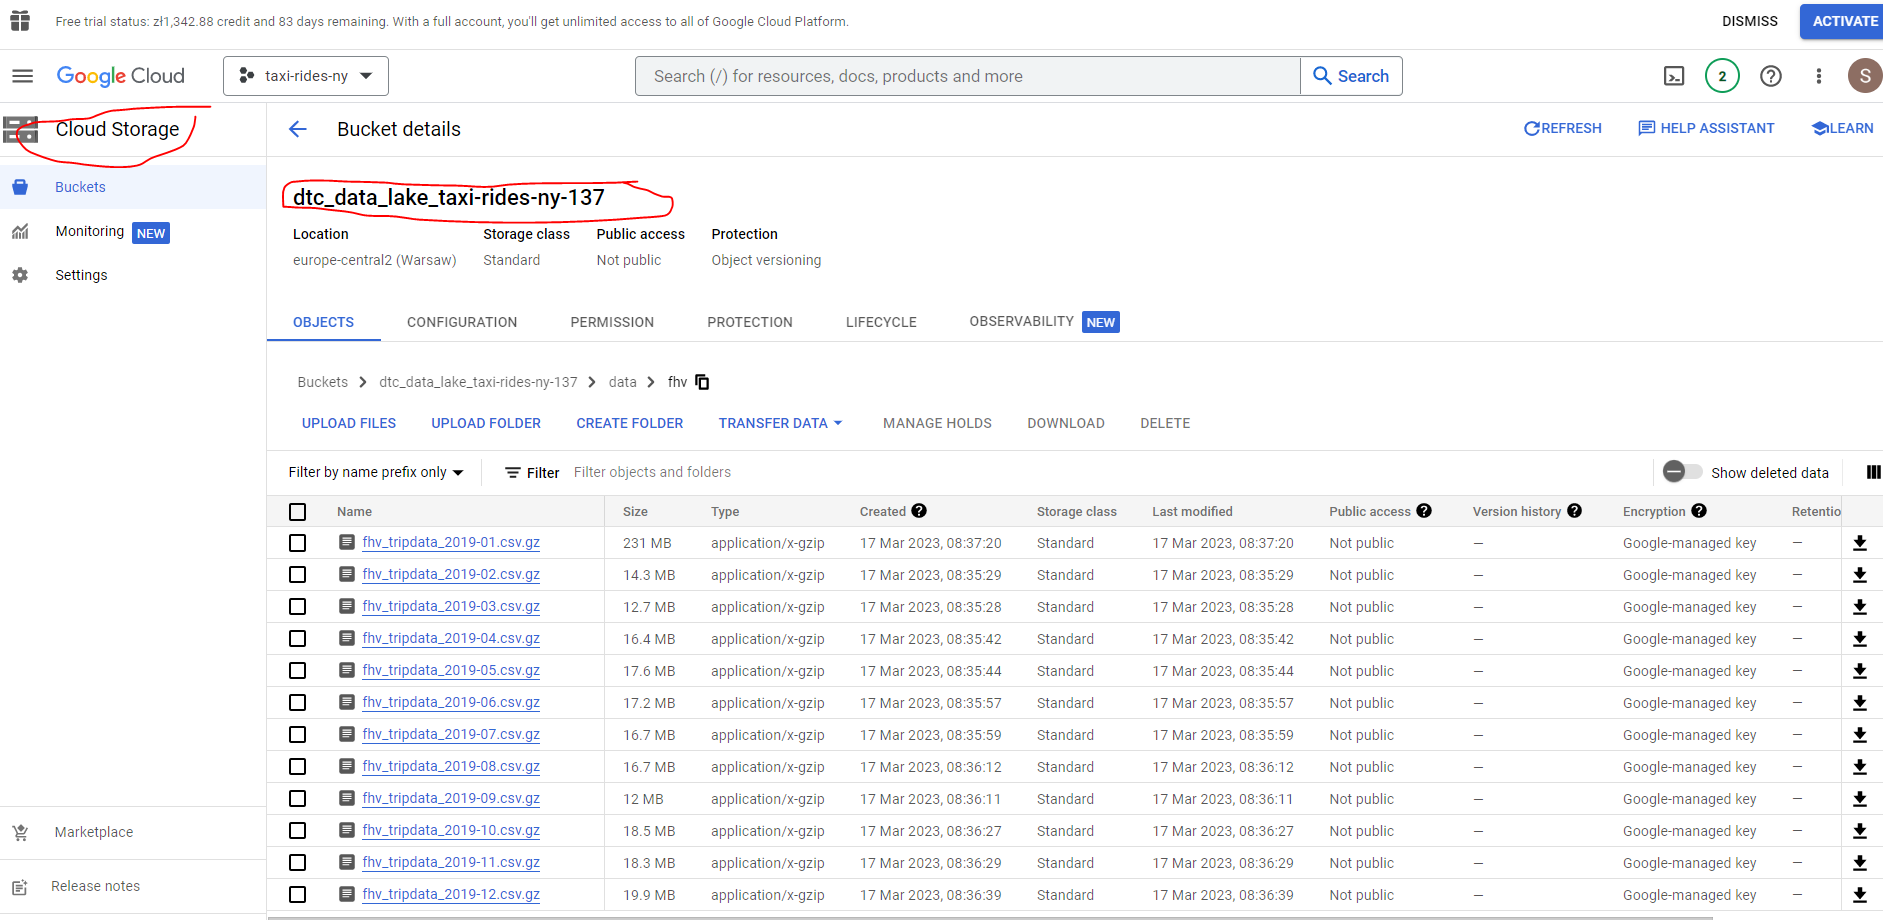 Free trial status: zł1,342.88 credit and 83 days remaining. With a full account, you'll get unlimited access to all of Google Cloud Platform. DISMISS ACTIVATE
Google Cloud taxi-rides-ny Search (/) for resources, docs, products and more Search 2 S
Cloud Storage Bucket details REFRESH HELP ASSISTANT LEARN
Buckets
Monitoring NEW
Settings
dtc_data_lake_taxi-rides-ny-137
Location Storage class Public access Protection
europe-central2 (Warsaw) Standard Not public Object versioning
OBJECTS CONFIGURATION PERMISSION PROTECTION LIFECYCLE OBSERVABILITY NEW
Buckets dtc_data_lake_taxi-rides-ny-137 data fhv
UPLOAD FILES UPLOAD FOLDER CREATE FOLDER TRANSFER DATA MANAGE HOLDS DOWNLOAD DELETE
Filter by name prefix only Filter Filter objects and folders Show deleted data
Name Size Type Created Storage class Last modified Public access Version history Encryption Retentio
fhv_tripdata_2019-01.csv.gz 231 MB application/x-gzip 17 Mar 2023, 08:37:20 Standard 17 Mar 2023, 08:37:20 Not public — Google-managed key —
fhv_tripdata_2019-02.csv.gz 14.3 MB application/x-gzip 17 Mar 2023, 08:35:29 Standard 17 Mar 2023, 08:35:29 Not public — Google-managed key —
fhv_tripdata_2019-03.csv.gz 12.7 MB application/x-gzip 17 Mar 2023, 08:35:28 Standard 17 Mar 2023, 08:35:28 Not public — Google-managed key —
fhv_tripdata_2019-04.csv.gz 16.4 MB application/x-gzip 17 Mar 2023, 08:35:42 Standard 17 Mar 2023, 08:35:42 Not public — Google-managed key —
fhv_tripdata_2019-05.csv.gz 17.6 MB application/x-gzip 17 Mar 2023, 08:35:44 Standard 17 Mar 2023, 08:35:44 Not public — Google-managed key —
fhv_tripdata_2019-06.csv.gz 17.2 MB application/x-gzip 17 Mar 2023, 08:35:57 Standard 17 Mar 2023, 08:35:57 Not public — Google-managed key —
fhv_tripdata_2019-07.csv.gz 16.7 MB application/x-gzip 17 Mar 2023, 08:35:59 Standard 17 Mar 2023, 08:35:59 Not public — Google-managed key —
fhv_tripdata_2019-08.csv.gz 16.7 MB application/x-gzip 17 Mar 2023, 08:36:12 Standard 17 Mar 2023, 08:36:12 Not public — Google-managed key —
fhv_tripdata_2019-09.csv.gz 12 MB application/x-gzip 17 Mar 2023, 08:36:11 Standard 17 Mar 2023, 08:36:11 Not public — Google-managed key —
fhv_tripdata_2019-10.csv.gz 18.5 MB application/x-gzip 17 Mar 2023, 08:36:27 Standard 17 Mar 2023, 08:36:27 Not public — Google-managed key —
fhv_tripdata_2019-11.csv.gz 18.3 MB application/x-gzip 17 Mar 2023, 08:36:29 Standard 17 Mar 2023, 08:36:29 Not public — Google-managed key —
fhv_tripdata_2019-12.csv.gz 19.9 MB application/x-gzip 17 Mar 2023, 08:36:39 Standard 17 Mar 2023, 08:36:39 Not public — Google-managed key —
Marketplace
Release notes